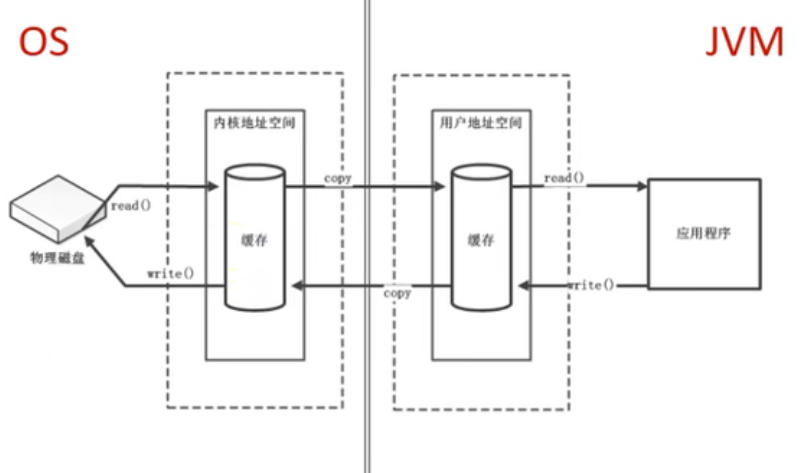 OS
JVM
内核地址空间
用户地址空间
copy
read()
read()
缓存
缓存
应用程序
物理磁盘
write()
copy
write()